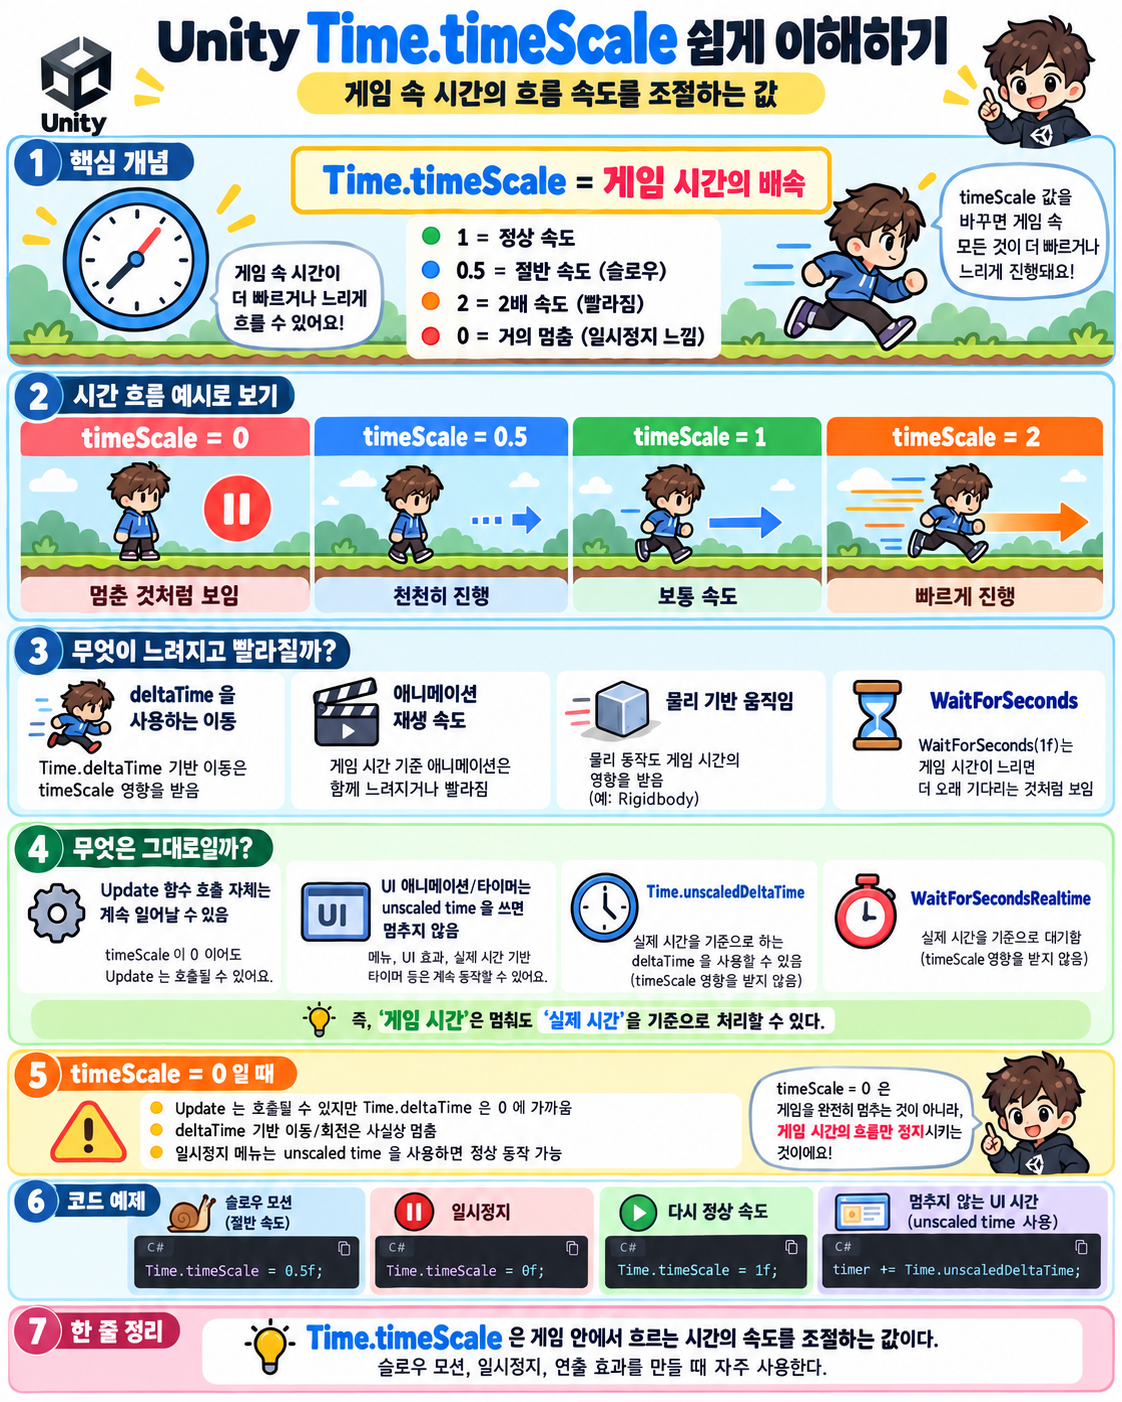 Unity Time.timeScale 쉽게 이해하기
게임 속 시간의 흐름 속도를 조절하는 값
Unity
1 핵심 개념
Time.timeScale = 게임 시간의 배속
게임 속 시간이
더 빠르거나 느리게
흐를 수 있어요!
1 = 정상 속도
0.5 = 절반 속도 (슬로우)
2 = 2배 속도 (빨라짐)
0 = 거의 멈춤 (일시정지 느낌)
timeScale 값을
바꾸면 게임 속
모든 것이 더 빠르거나
느리게 진행돼요!
2 시간 흐름 예시로 보기
timeScale = 0
멈춘 것처럼 보임
timeScale = 0.5
천천히 진행
timeScale = 1
보통 속도
timeScale = 2
빠르게 진행
3 무엇이 느려지고 빨라질까?
deltaTime 을
사용하는 이동
Time.deltaTime 기반 이동은
timeScale 영향을 받음
애니메이션
재생 속도
게임 시간 기준 애니메이션은
함께 느려지거나 빨라짐
물리 기반 움직임
물리 동작도 게임 시간의
영향을 받음
(예: Rigidbody)
WaitForSeconds
WaitForSeconds(1f)는
게임 시간이 느리면
더 오래 기다리는 것처럼 보임
4 무엇은 그대로일까?
Update 함수 호출 자체는
계속 일어날 수 있음
timeScale 이 0 이어도
Update 는 호출될 수 있어요.
UI
UI 애니메이션/타이머는
unscaled time 을 쓰면
멈추지 않음
메뉴, UI 효과, 실제 시간 기반
타이머 등은 계속 동작할 수 있어요.
Time.unscaledDeltaTime
실제 시간을 기준으로 하는
deltaTime 을 사용할 수 있음
(timeScale 영향을 받지 않음)
WaitForSecondsRealtime
실제 시간을 기준으로 대기함
(timeScale 영향을 받지 않음)
즉, '게임 시간'은 멈춰도 '실제 시간'을 기준으로 처리할 수 있다.
5 timeScale = 0 일 때
Update 는 호출될 수 있지만 Time.deltaTime 은 0 에 가까움
deltaTime 기반 이동/회전은 사실상 멈춤
일시정지 메뉴는 unscaled time 을 사용하면 정상 동작 가능
timeScale = 0 은
게임을 완전히 멈추는 것이 아니라,
게임 시간의 흐름만 정지시키는
것이에요!
6 코드 예제
슬로우 모션
(절반 속도)
C#
Time.timeScale = 0.5f;
일시정지
C#
Time.timeScale = 0f;
다시 정상 속도
C#
Time.timeScale = 1f;
멈추지 않는 UI 시간
(unscaled time 사용)
C#
timer += Time.unscaledDeltaTime;
7 한 줄 정리
Time.timeScale 은 게임 안에서 흐르는 시간의 속도를 조절하는 값이다.
슬로우 모션, 일시정지, 연출 효과를 만들 때 자주 사용한다.